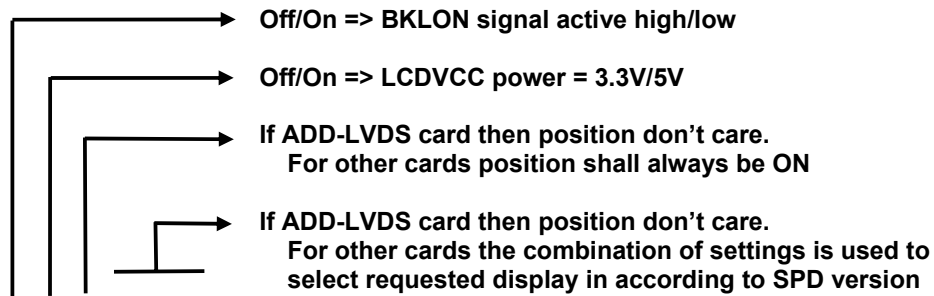 Off/On => BKLON signal active high/low
Off/On => LCDVCC power = 3.3V/5V
If ADD-LVDS card then position don’t care.
For other cards position shall always be ON
If ADD-LVDS card then position don’t care.
For other cards the combination of settings is used to
select requested display in according to SPD version